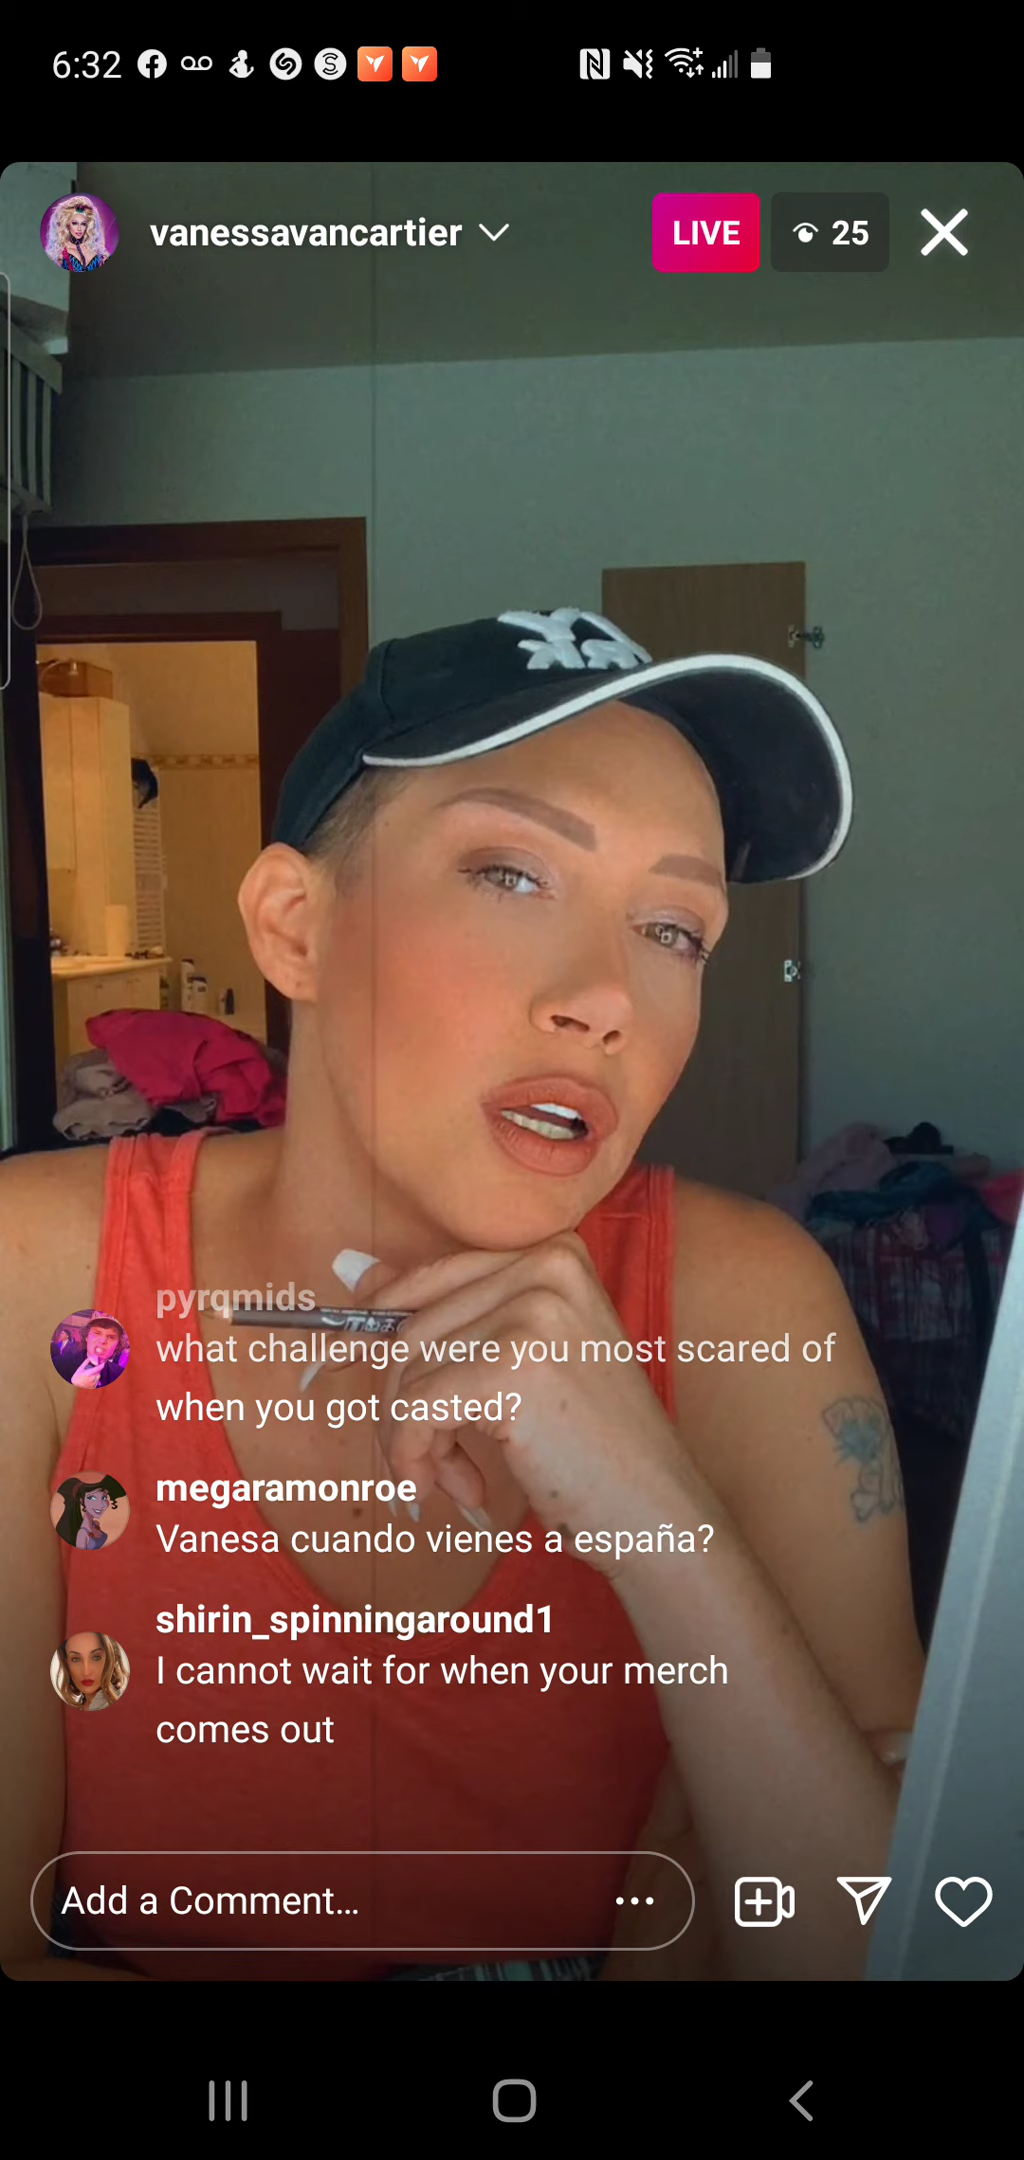 6:32
vanessavancartier
LIVE
25
pyrqmids
what challenge were you most scared of
when you got casted?
megaramonroe
Vanesa cuando vienes a españa?
shirin_spinningaround1
I cannot wait for when your merch
comes out
Add a Comment...